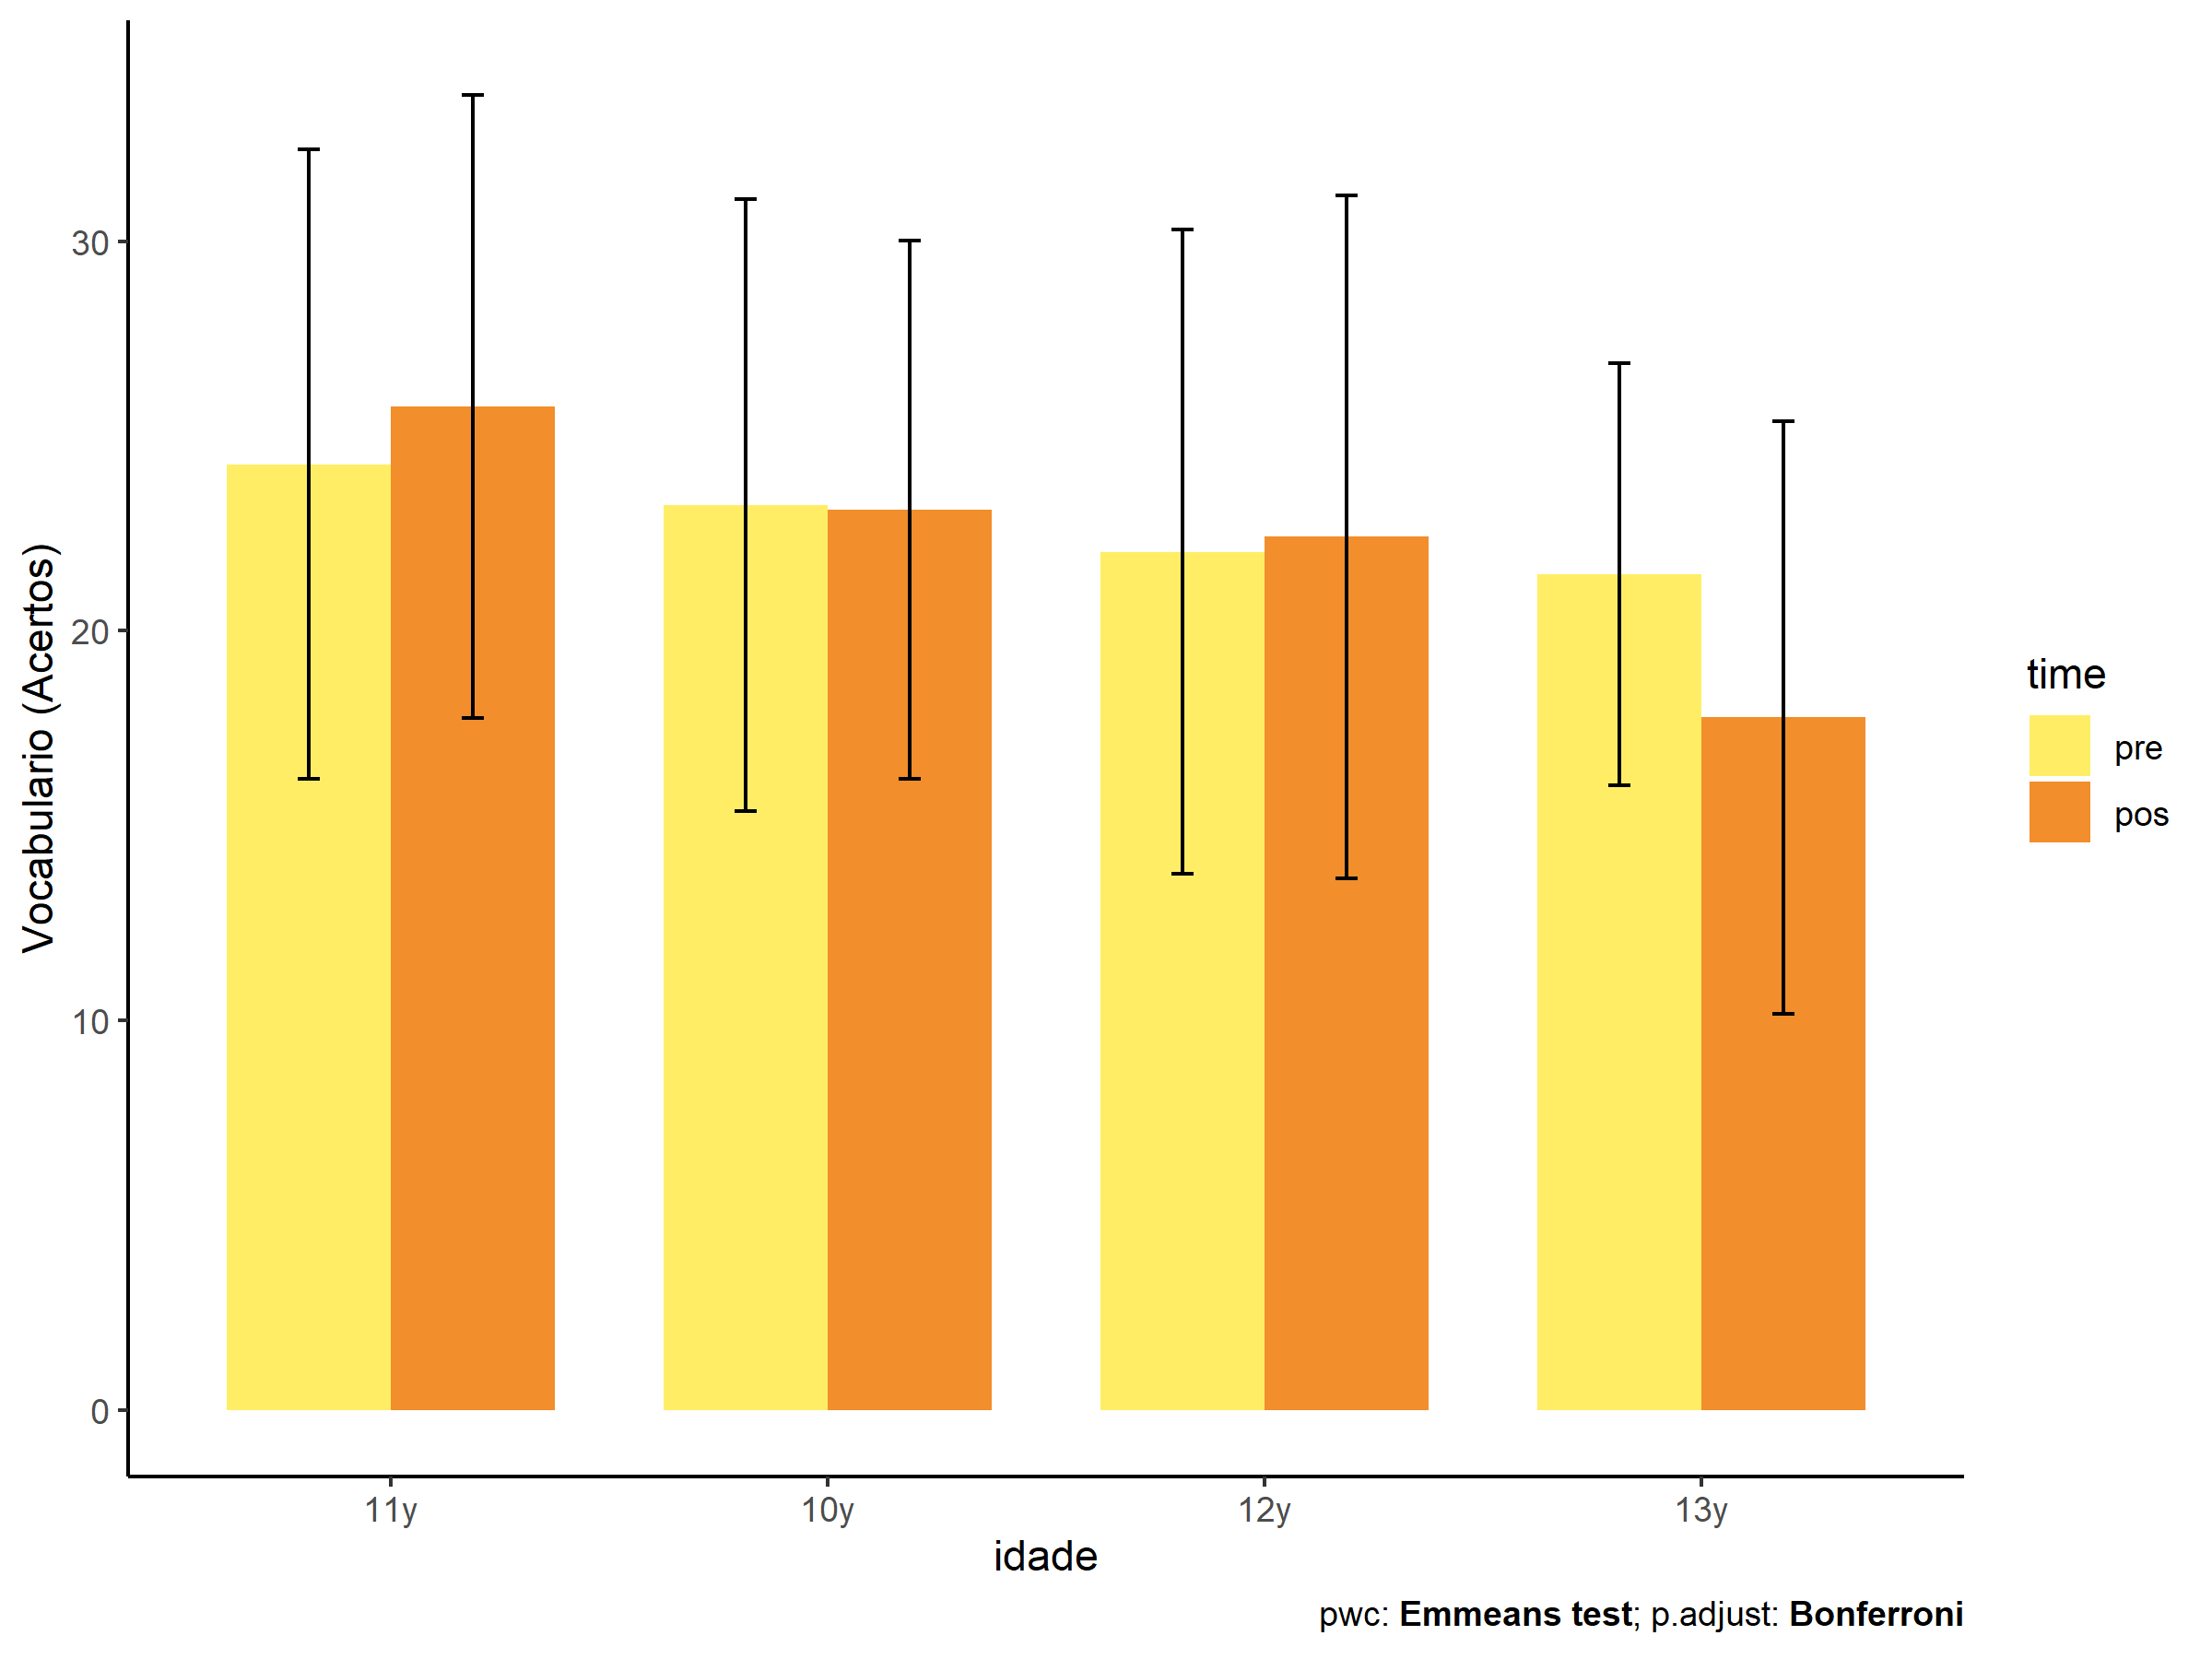 Vocabulario (Acertos)
30
20
10
0
11y
10y
12y
13y
idade
time
pre
pos
pwc: Emmeans test; p.adjust: Bonferroni